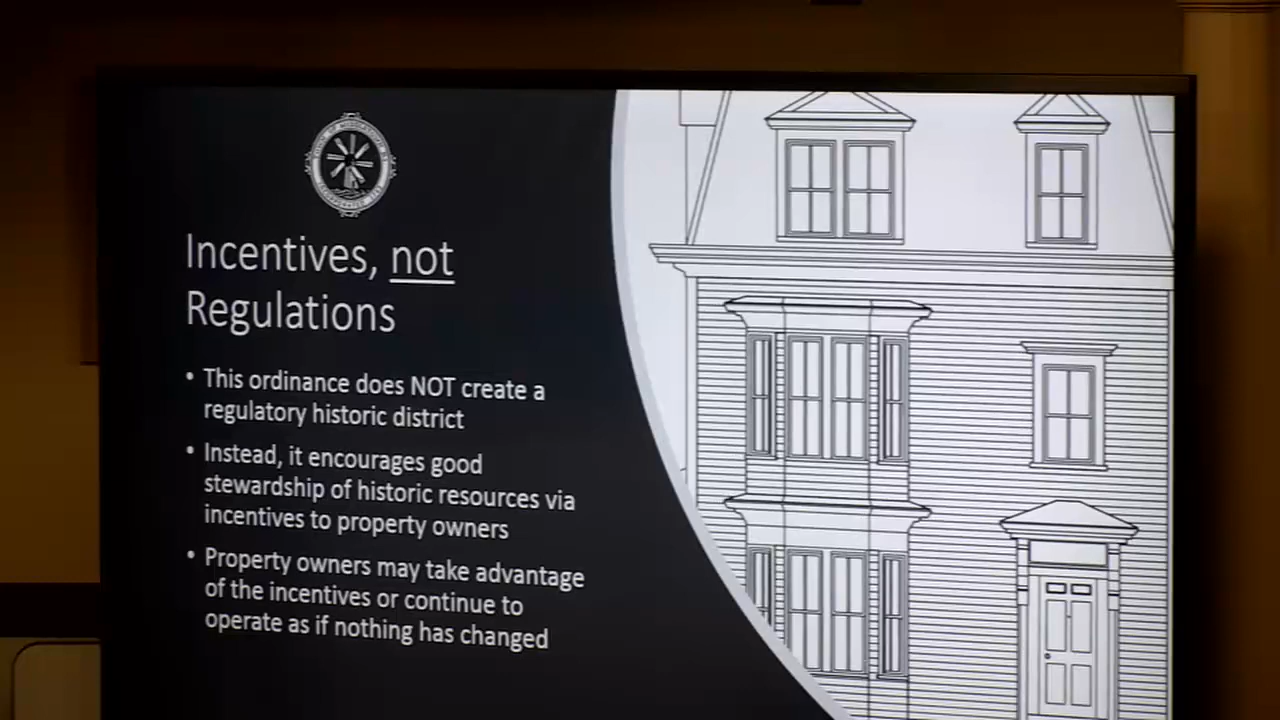 Incentives, not
Regulations
• This ordinance does NOT create a
regulatory historic district
• Instead, it encourages good
stewardship of historic resources via
incentives to property owners
• Property owners may take advantage
of the incentives or continue to
operate as if nothing has changed